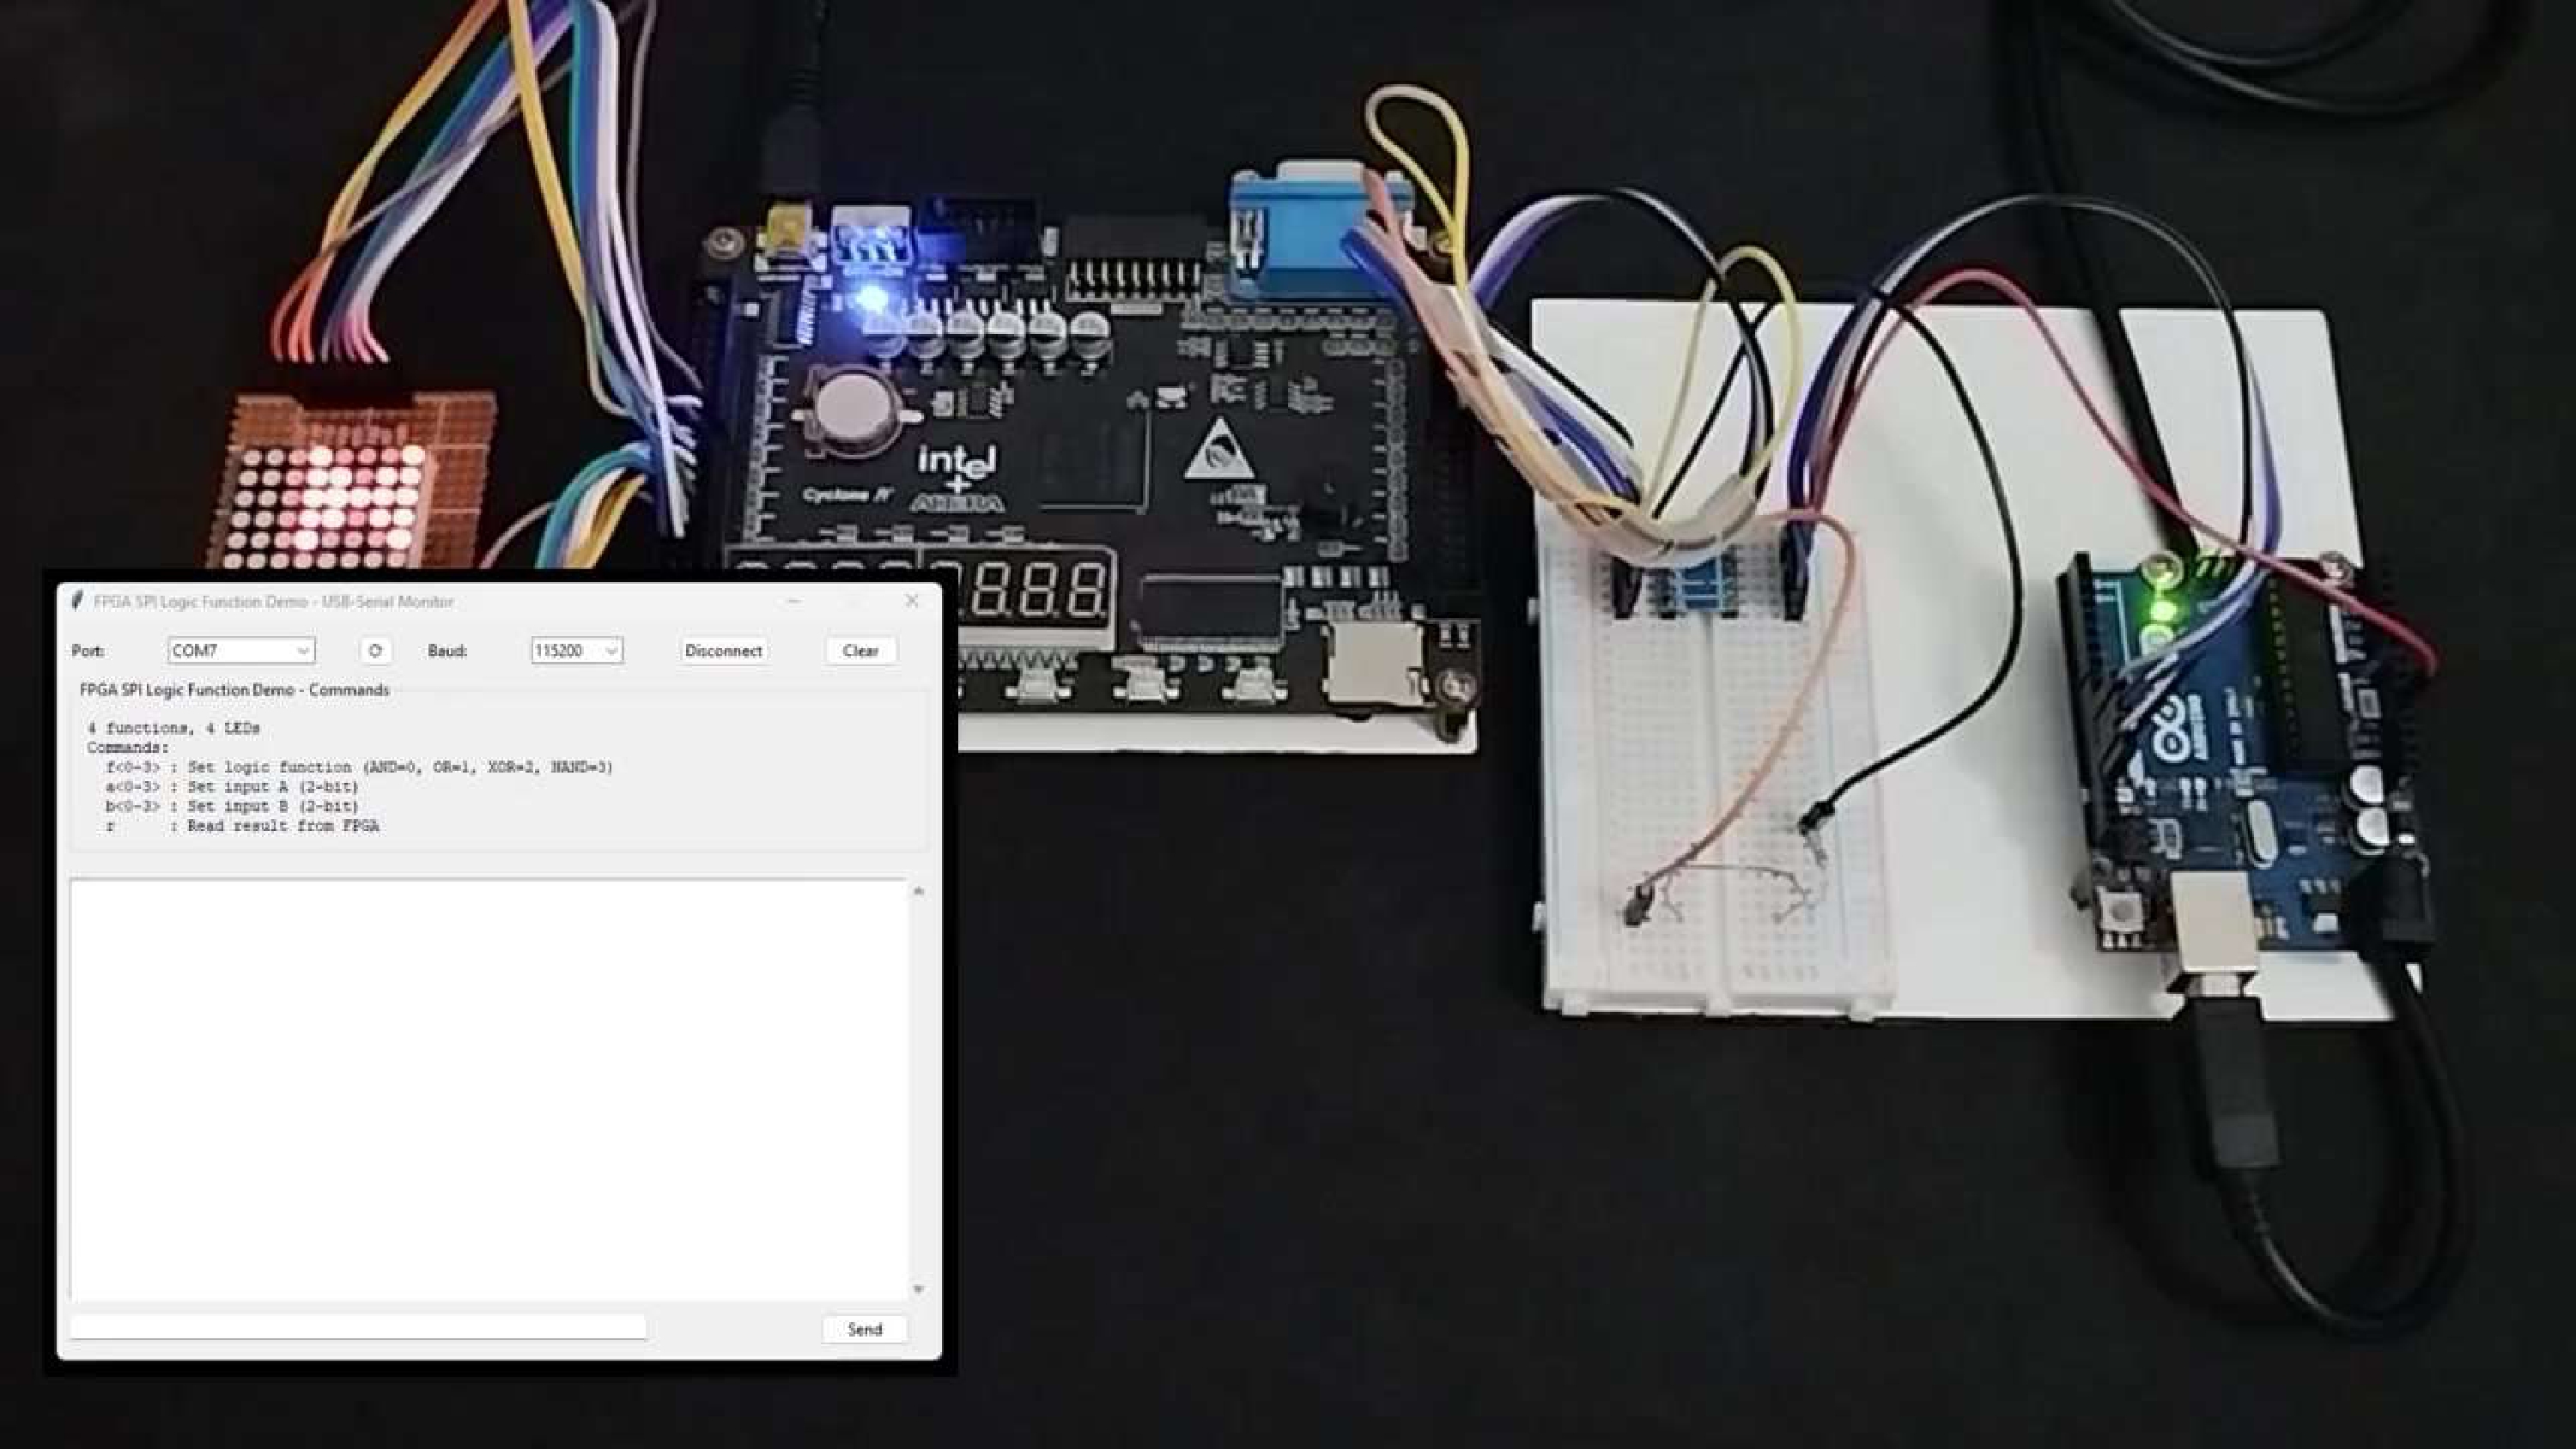 intel
+
ALTERA
Cyclone IV
8.88
FPGA SPI Logic Function Demo - USB-Serial Monitor
Port:
COM7
Baud:
115200
Disconnect
Clear
FPGA SPI Logic Function Demo - Commands
4 functions, 4 LEDs
Commands:
f<0-3> : Set logic function (AND=0, OR=1, XOR=2, NAND=3)
a<0-3> : Set input A (2-bit)
b<0-3> : Set input B (2-bit)
r : Read result from FPGA
Send